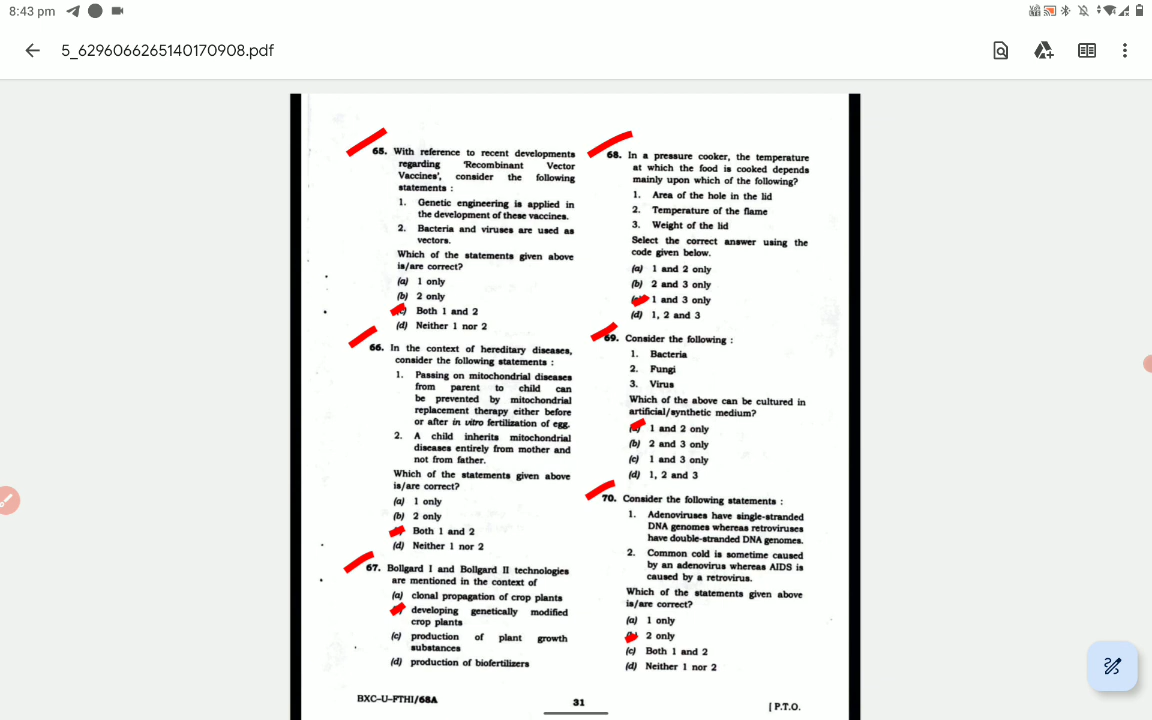 8:43 pm
5_6296066265140170908.pdf
65. With reference to recent developments
regarding 'Recombinant Vector
Vaccines', consider the following
statements :
1. Genetic engineering is applied in
the development of these vaccines.
2. Bacteria and viruses are used as
vectors.
Which of the statements given above
is/are correct?
(a) 1 only
(b) 2 only
(c) Both 1 and 2
(d) Neither 1 nor 2
66. In the context of hereditary diseases,
consider the following statements :
1. Passing on mitochondrial diseases
from parent to child can
be prevented by mitochondrial
replacement therapy either before
or after in vitro fertilization of egg.
2. A child inherits mitochondrial
diseases entirely from mother and
not from father.
Which of the statements given above
is/are correct?
(a) 1 only
(b) 2 only
Both 1 and 2
(d) Neither 1 nor 2
67. Bollgard I and Bollgard II technologies
are mentioned in the context of
(a) clonal propagation of crop plants
developing genetically modified
crop plants
(c) production of plant growth
substances
(d) production of biofertilizers
68. In a pressure cooker, the temperature
at which the food is cooked depends
mainly upon which of the following?
1. Area of the hole in the lid
2. Temperature of the flame
3. Weight of the lid
Select the correct answer using the
code given below.
(a) 1 and 2 only
(b) 2 and 3 only
1 and 3 only
(d) 1, 2 and 3
69. Consider the following :
1. Bacteria
2. Fungi
3. Virus
Which of the above can be cultured in
artificial/synthetic medium?
1 and 2 only
(b) 2 and 3 only
(c) 1 and 3 only
(d) 1, 2 and 3
70. Consider the following statements :
1. Adenoviruses have single-stranded
DNA genomes whereas retroviruses
have double-stranded DNA genomes.
2. Common cold is sometime caused
by an adenovirus whereas AIDS is
caused by a retrovirus.
Which of the statements given above
is/are correct?
(a) 1 only
2 only
(c) Both 1 and 2
(d) Neither 1 nor 2
BXC-U-FTHI/68A
31
[ P.T.O.